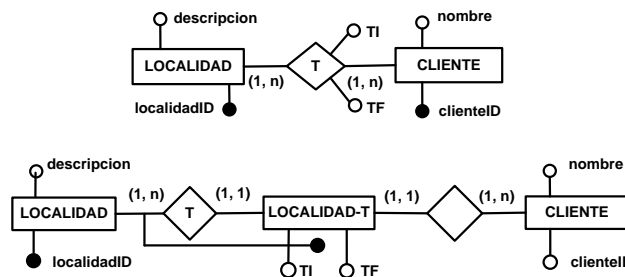 descripcion
nombre
TI
LOCALIDAD
T
CLIENTE
(1, n)
(1, n)
localidadID
TF
clienteID
descripcion
nombre
(1, n)
(1, 1)
(1, 1)
(1, n)
LOCALIDAD
T
LOCALIDAD-T
CLIENTE
localidadID
TI
TF
clienteID